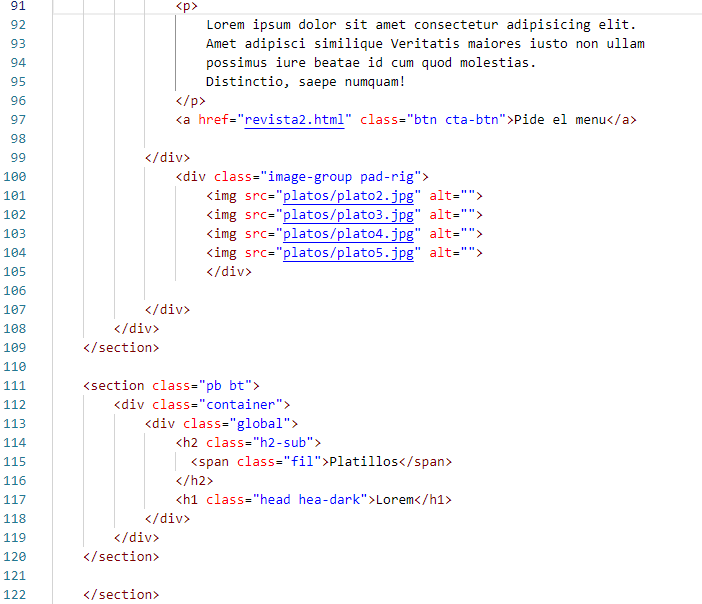 91 <p>
92 Lorem ipsum dolor sit amet consectetur adipisicing elit.
93 Amet adipisci similique Veritatis maiores iusto non ullam
94 possimus iure beatae id cum quod molestias.
95 Distinctio, saepe numquam!
96 </p>
97 <a href="revista2.html" class="btn cta-btn">Pide el menu</a>
98
99 </div>
100 <div class="image-group pad-rig">
101 <img src="platos/plato2.jpg" alt="">
102 <img src="platos/plato3.jpg" alt="">
103 <img src="platos/plato4.jpg" alt="">
104 <img src="platos/plato5.jpg" alt="">
105 </div>
106
107 </div>
108 </div>
109 </section>
110
111 <section class="pb bt">
112 <div class="container">
113 <div class="global">
114 <h2 class="h2-sub">
115 <span class="fil">Platillos</span>
116 </h2>
117 <h1 class="head hea-dark">Lorem</h1>
118 </div>
119 </div>
120 </section>
121
122 </section>